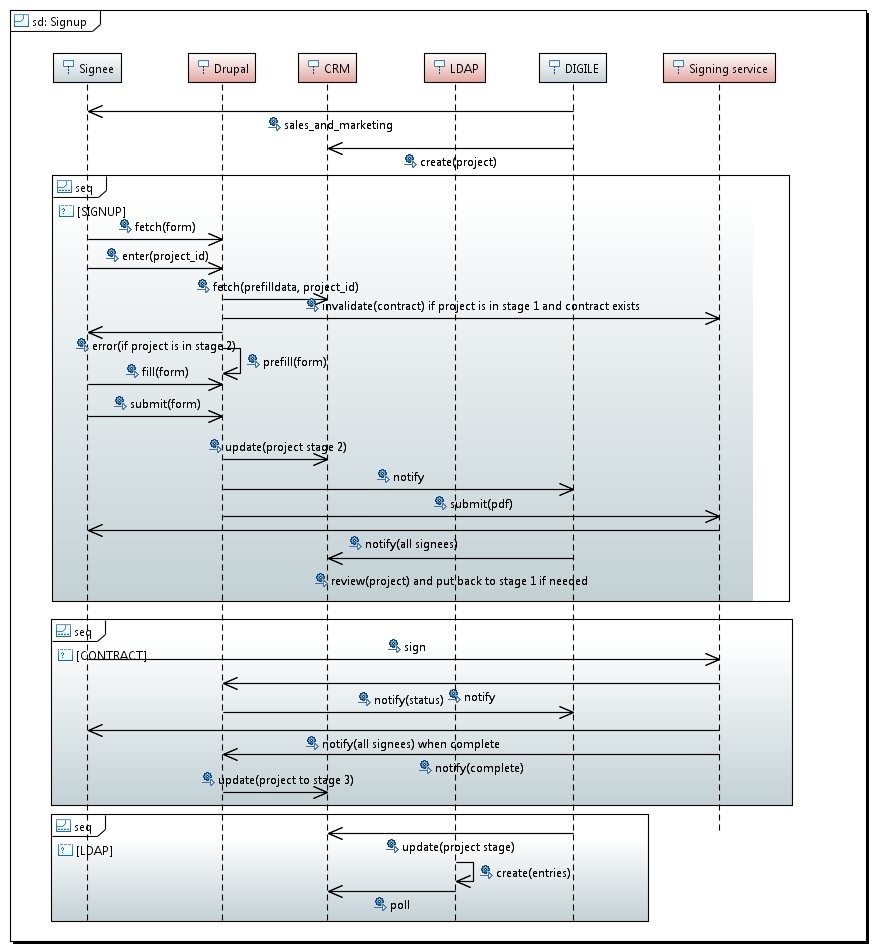 sd: Signup
Signee
Drupal
CRM
LDAP
DIGILE
Signing service
sales_and_marketing
create(project)
seq
[SIGNUP]
fetch(form)
enter(project_id)
fetch(prefilldata, project_id)
invalidate(contract) if project is in stage 1 and contract exists
error(if project is in stage 2)
prefill(form)
fill(form)
submit(form)
update(project stage 2)
notify
submit(pdf)
notify(all signees)
review(project) and put back to stage 1 if needed
seq
[CONTRACT]
sign
notify
notify(status)
notify(all signees) when complete
notify(complete)
update(project to stage 3)
seq
[LDAP]
update(project stage)
create(entries)
poll